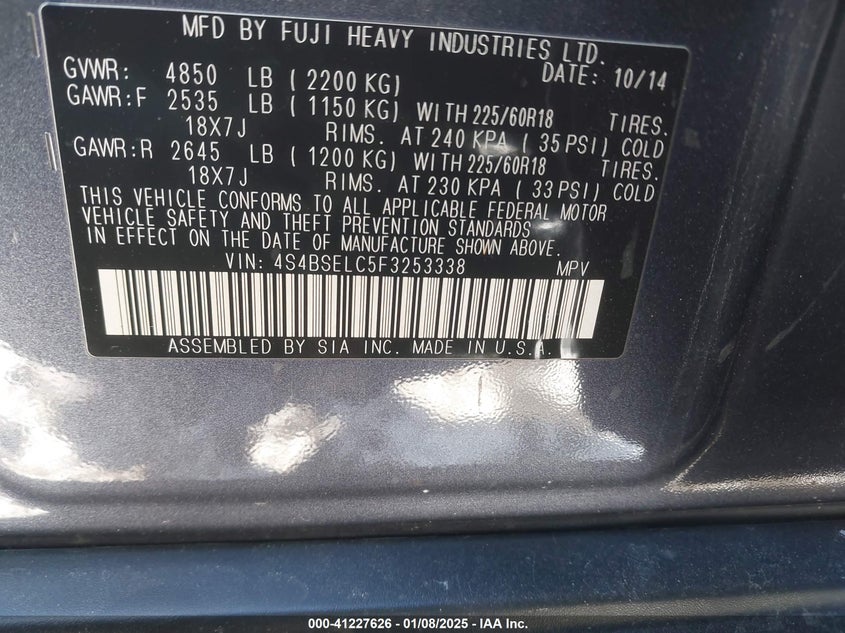 MFD BY FUJI HEAVY INDUSTRIES LTD.
DATE: 10/14
GVWR: 4850 LB ( 2200 KG)
GAWR:F 2535 LB ( 1150 KG) WITH 225/60R18 TIRES.
18X7J RIMS. AT 240 KPA ( 35 PSI) COLD
GAWR:R 2645 LB ( 1200 KG) WITH 225/60R18 TIRES.
18X7J RIMS. AT 230 KPA ( 33 PSI) COLD
THIS VEHICLE CONFORMS TO ALL APPLICABLE FEDERAL MOTOR
VEHICLE SAFETY AND THEFT PREVENTION STANDARDS
IN EFFECT ON THE DATE OF MANUFACTURE SHOWN ABOVE.
VIN: 4S4BSELC5F3253338 MPV
ASSEMBLED BY SIA INC. MADE IN U.S.A.
000-41227626 - 01/08/2025 - IAA Inc.